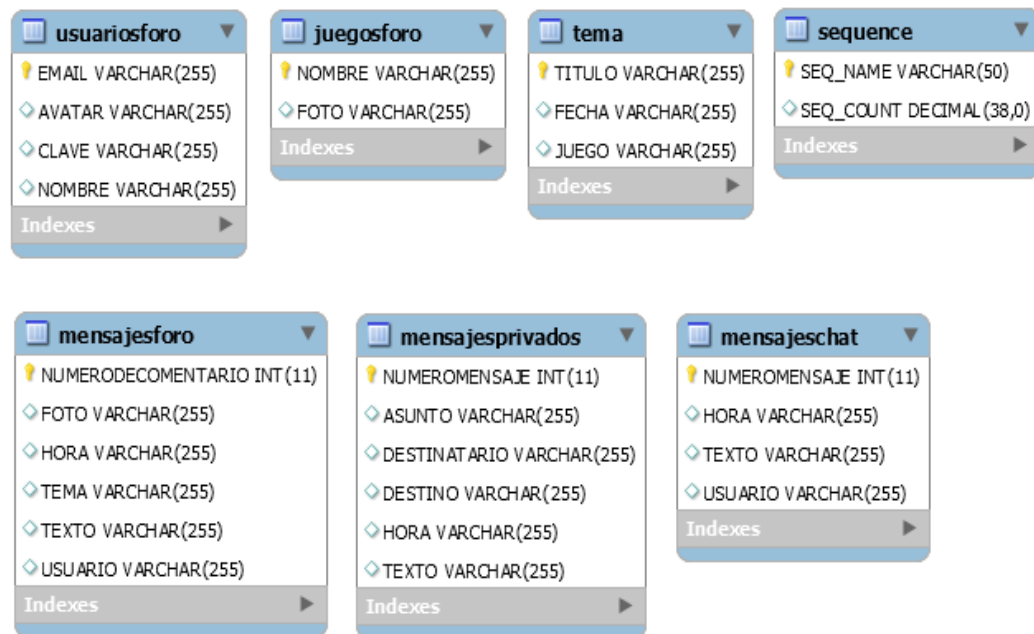 usuariosforo
EMAIL VARCHAR(255)
AVATAR VARCHAR(255)
CLAVE VARCHAR(255)
NOMBRE VARCHAR(255)
Indexes
juegosforo
NOMBRE VARCHAR(255)
FOTO VARCHAR(255)
Indexes
tema
TITULO VARCHAR(255)
FECHA VARCHAR(255)
JUEGO VARCHAR(255)
Indexes
sequence
SEQ_NAME VARCHAR(50)
SEQ_COUNT DECIMAL(38,0)
Indexes
mensajesforo
NUMERODECOMENTARIO INT(11)
FOTO VARCHAR(255)
HORA VARCHAR(255)
TEMA VARCHAR(255)
TEXTO VARCHAR(255)
USUARIO VARCHAR(255)
Indexes
mensajesprivados
NUMEROMENSAJE INT(11)
ASUNTO VARCHAR(255)
DESTINATARIO VARCHAR(255)
DESTINO VARCHAR(255)
HORA VARCHAR(255)
TEXTO VARCHAR(255)
Indexes
mensajeschat
NUMEROMENSAJE INT(11)
HORA VARCHAR(255)
TEXTO VARCHAR(255)
USUARIO VARCHAR(255)
Indexes